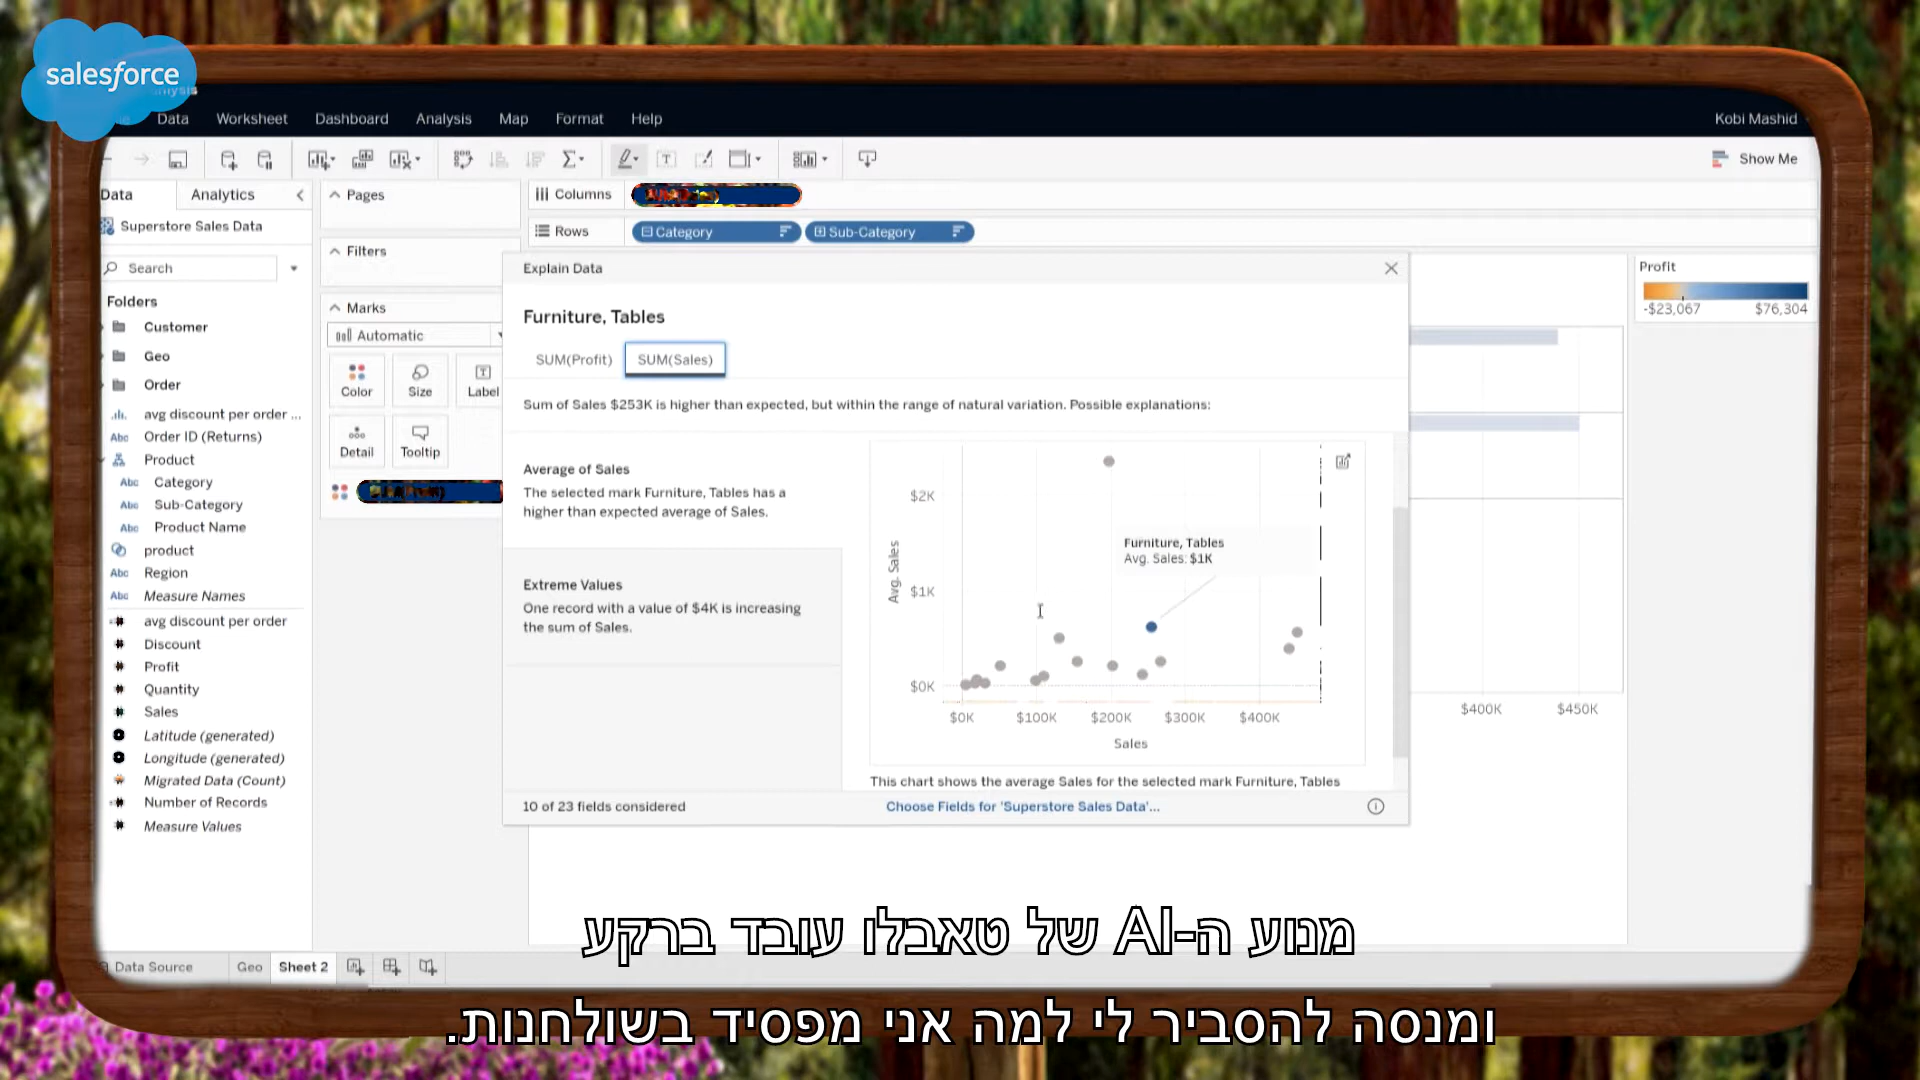 salesforce
Data Worksheet Dashboard Analysis Map Format Help
Kobi Mashid
Show Me
Data Analytics
Pages
Columns
Superstore Sales Data
Rows
Category
Sub-Category
Search
Filters
Folders
Customer
Geo
Order
avg discount per order ...
Abc Order ID (Returns)
Product
Abc Category
Abc Sub-Category
Abc Product Name
product
Abc Region
Abc Measure Names
avg discount per order
Discount
Profit
Quantity
Sales
Latitude (generated)
Longitude (generated)
Migrated Data (Count)
Number of Records
Measure Values
Marks
Automatic
Color Size Label
Detail Tooltip
Explain Data
Furniture, Tables
SUM(Profit) SUM(Sales)
Sum of Sales $253K is higher than expected, but within the range of natural variation. Possible explanations:
Average of Sales
The selected mark Furniture, Tables has a
higher than expected average of Sales.
Extreme Values
One record with a value of $4K is increasing
the sum of Sales.
$2K
$1K
$0K
Avg. Sales
Furniture, Tables
Avg. Sales: $1K
$0K $100K $200K $300K $400K
Sales
This chart shows the average Sales for the selected mark Furniture, Tables
10 of 23 fields considered
Choose Fields for 'Superstore Sales Data'...
Profit
-$23,067 $76,304
$400K $450K
Data Source Geo Sheet 2
מנוע ה-AI של טאבלו עובד ברקע
ומנסה להסביר לי למה אני מפסיד בשולחנות.